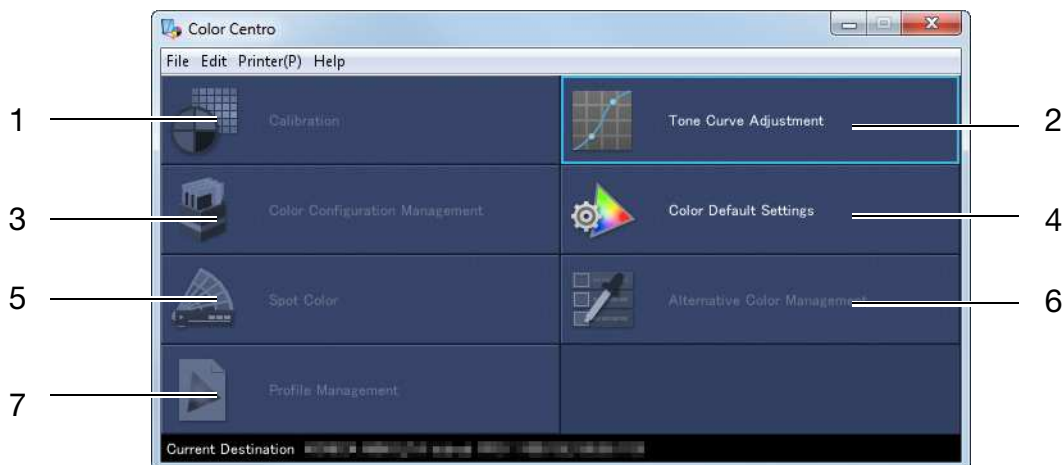 Color Centro
File Edit Printer(P) Help
1 Calibration
Tone Curve Adjustment 2
3 Color Configuration Management
Color Default Settings 4
5 Spot Color
Alternative Color Management 6
7 Profile Management
Current Destination